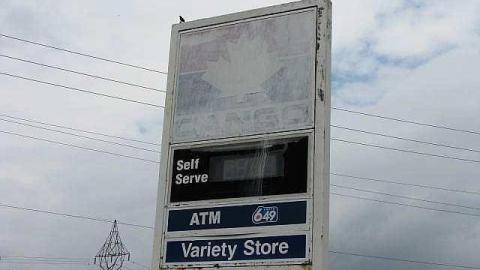 Self
Serve
ATM 649
Variety Store